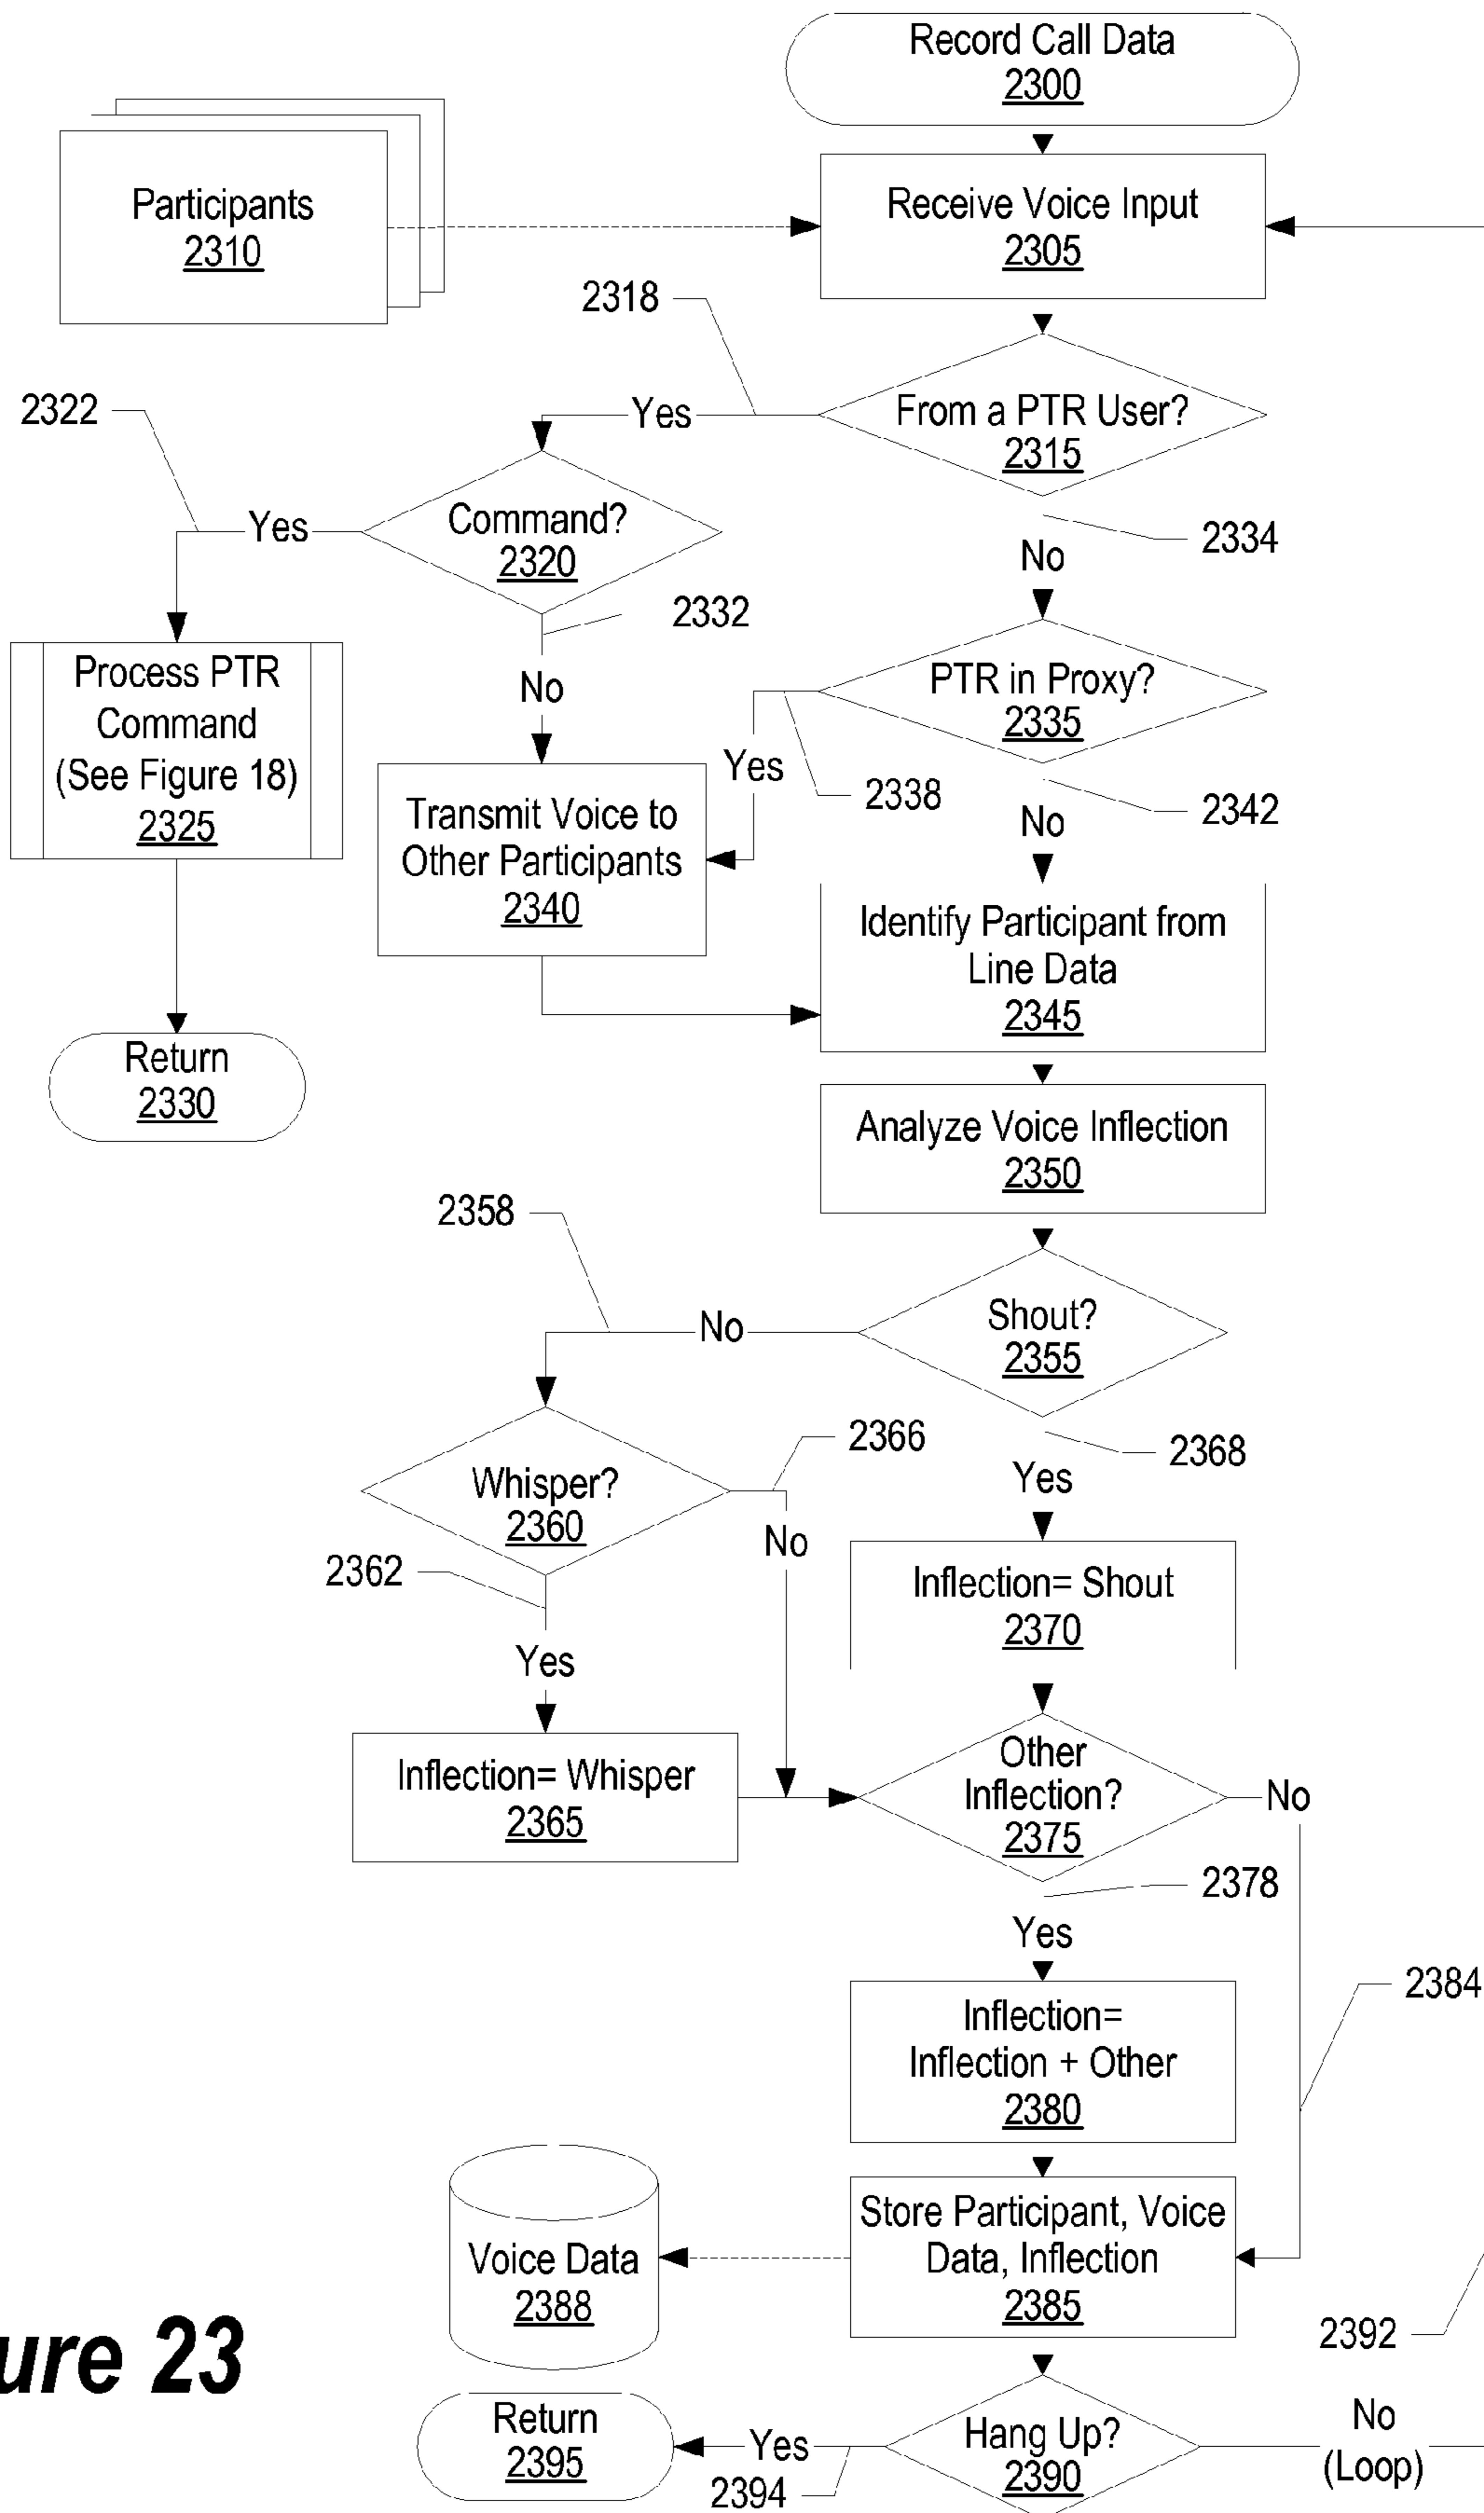 Record Call Data
2300
Participants
2310
Receive Voice Input
2305
2318
2322
Yes
From a PTR User?
2315
Yes
Command?
2320
2334
No
2332
Process PTR
Command
(See Figure 18)
2325
No
PTR in Proxy?
2335
Yes
2338
2342
No
Transmit Voice to
Other Participants
2340
Identify Participant from
Line Data
2345
Return
2330
Analyze Voice Inflection
2350
2358
No
Shout?
2355
2366
2368
Whisper?
2360
Yes
No
2362
Inflection= Shout
2370
Yes
Inflection= Whisper
2365
Other
Inflection?
2375
No
2378
Yes
2384
Inflection=
Inflection + Other
2380
Voice Data
2388
Store Participant, Voice
Data, Inflection
2385
2392
ure 23
Return
2395
Yes
2394
Hang Up?
2390
No
(Loop)